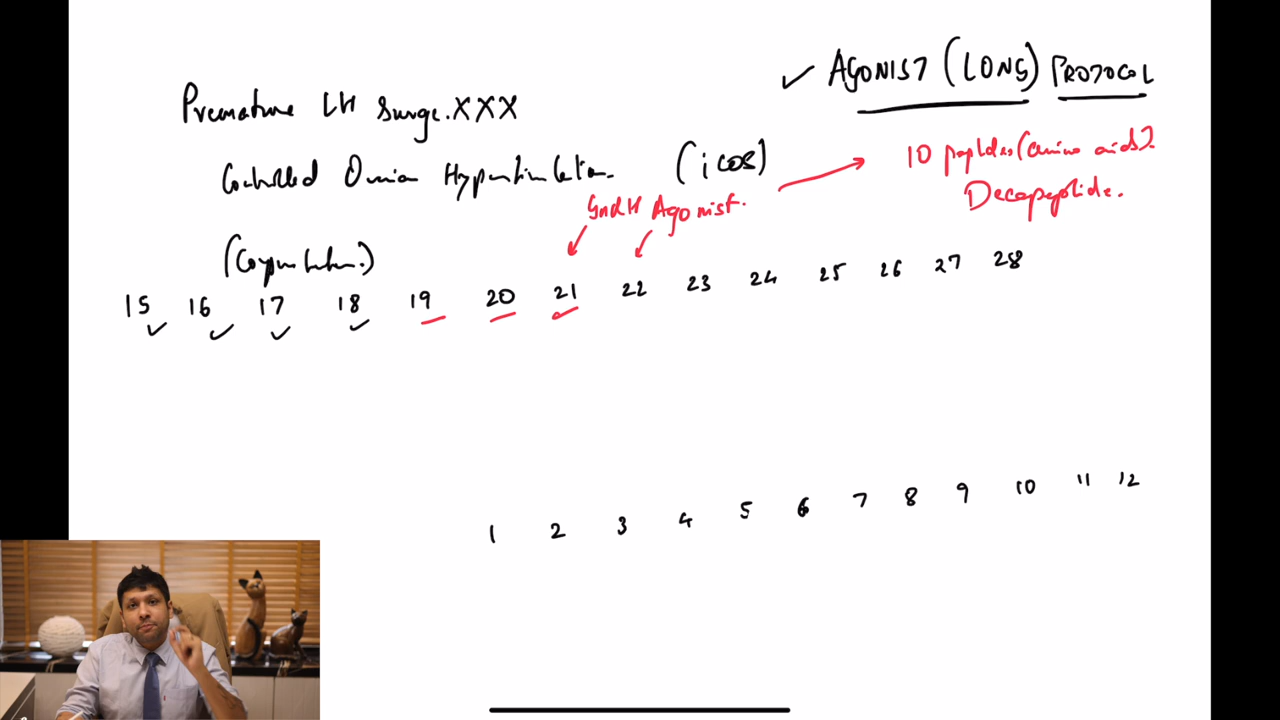 ✓ AGONIST (LONG) PROTOCOL
Premature LH Surge. XXX
10 peptides (amino acids).
Controlled Hyperstimulation. (icos)
Decapeptide.
GnRH Agonist.
15 16 17 18 19 20 21 22 23 24 25 26 27 28
1 2 3 4 5 6 7 8 9 10 11 12